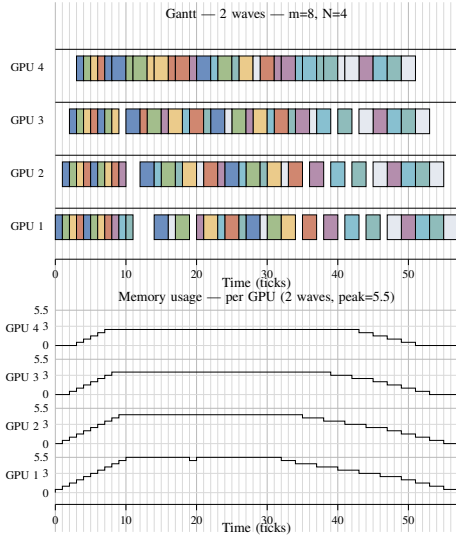 Gantt — 2 waves — m=8, N=4
GPU 4
GPU 3
GPU 2
GPU 1
0 10 20 30 40 50
Time (ticks)
Memory usage — per GPU (2 waves, peak=5.5)
5.5
GPU 4 3
0
5.5
GPU 3 3
0
5.5
GPU 2 3
0
5.5
GPU 1 3
0
0 10 20 30 40 50
Time (ticks)